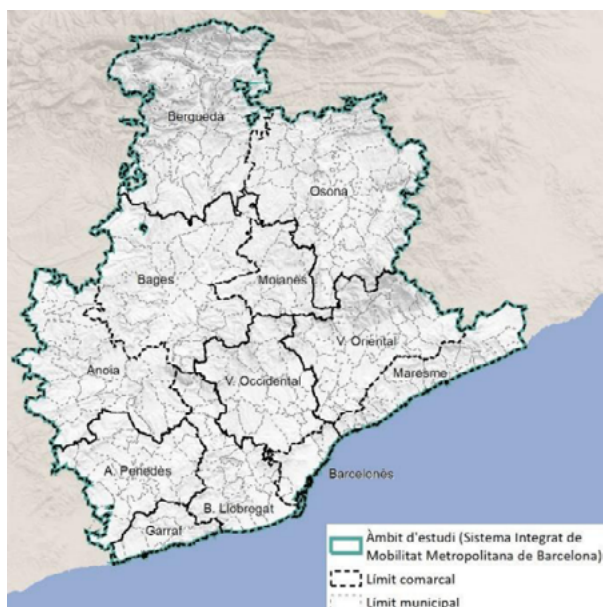 Berguedà
Osona
Bages
Moianès
V. Oriental
Anoia
V. Occidental
Maresme
A. Penedès
Barcelonès
B. Llobregat
Garraf
Àmbit d'estudi (Sistema Integrat de
Mobilitat Metropolitana de Barcelona)
Límit comarcal
Límit municipal